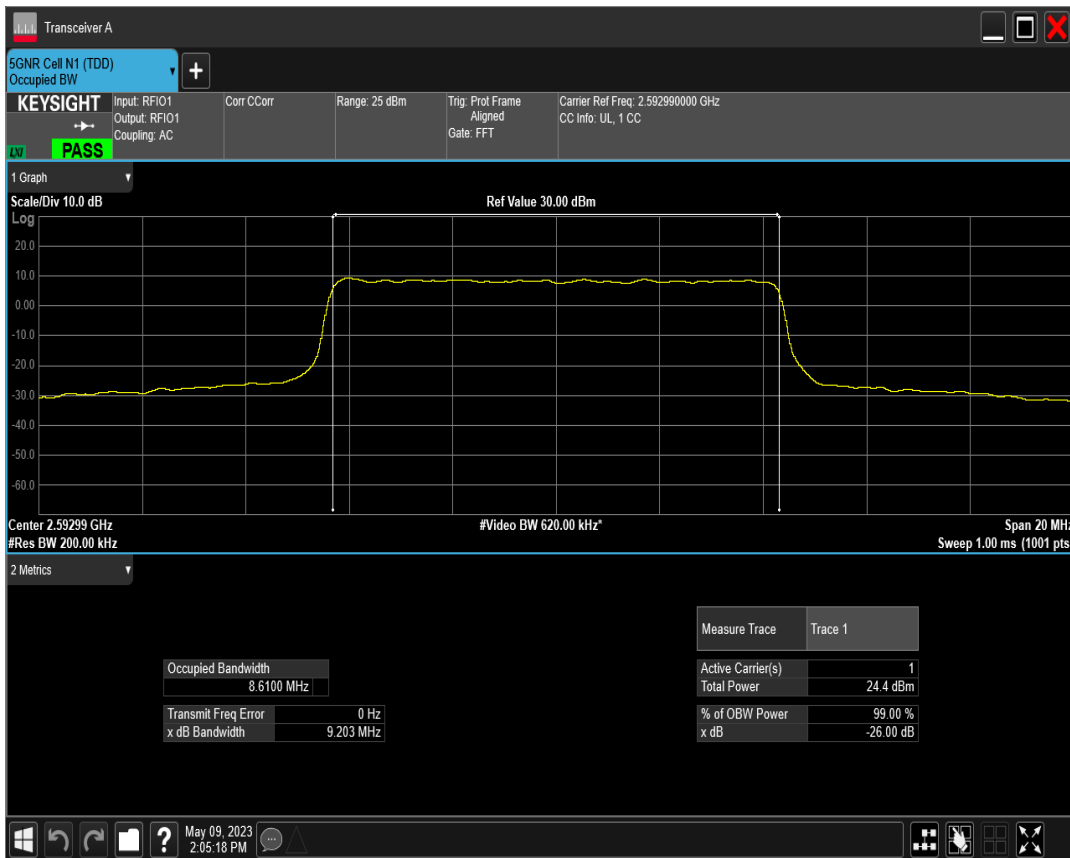 Transceiver A
5GNR Cell N1 (TDD)
Occupied BW
+
KEYSIGHT
LXI
PASS
Input: RFIO1
Output: RFIO1
Coupling: AC
Corr CCorr
Range: 25 dBm
Trig: Prot Frame
Aligned
Gate: FFT
Carrier Ref Freq: 2.592990000 GHz
CC Info: UL, 1 CC
1 Graph
Scale/Div 10.0 dB
Ref Value 30.00 dBm
Log
20.0
10.0
0.00
-10.0
-20.0
-30.0
-40.0
-50.0
-60.0
Center 2.59299 GHz
#Video BW 620.00 kHz*
Span 20 MHz
#Res BW 200.00 kHz
Sweep 1.00 ms (1001 pts
2 Metrics
Measure Trace Trace 1
Occupied Bandwidth
8.6100 MHz
Active Carrier(s) 1
Total Power 24.4 dBm
Transmit Freq Error 0 Hz
x dB Bandwidth 9.203 MHz
% of OBW Power 99.00 %
x dB -26.00 dB
?
May 09, 2023
2:05:18 PM